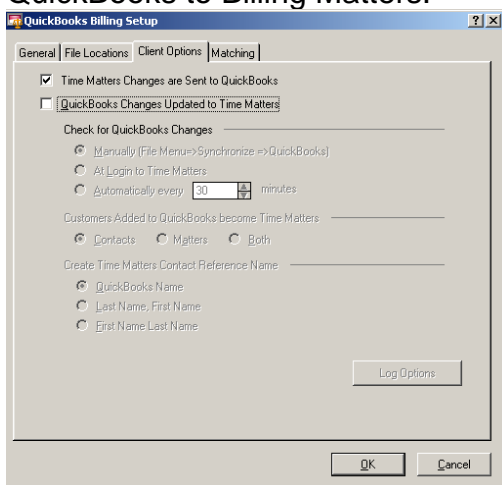 QuickBooks to Billing Matters.
QuickBooks Billing Setup
General File Locations Client Options Matching
Time Matters Changes are Sent to QuickBooks
QuickBooks Changes Updated to Time Matters
Check for QuickBooks Changes
Manually (File Menu=>Synchronize =>QuickBooks)
At Login to Time Matters
Automatically every 30 minutes
Customers Added to QuickBooks become Time Matters
Contacts Matters Both
Create Time Matters Contact Reference Name
QuickBooks Name
Last Name, First Name
First Name Last Name
Log Options
OK Cancel